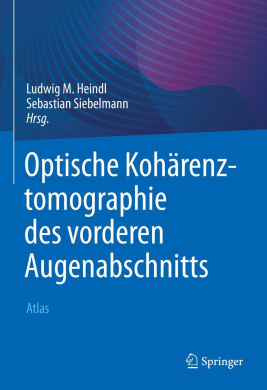 Ludwig M. Heindl
Sebastian Siebelmann
Hrsg.
Optische Kohärenz-
tomographie
des vorderen
Augenabschnitts
Atlas
Springer